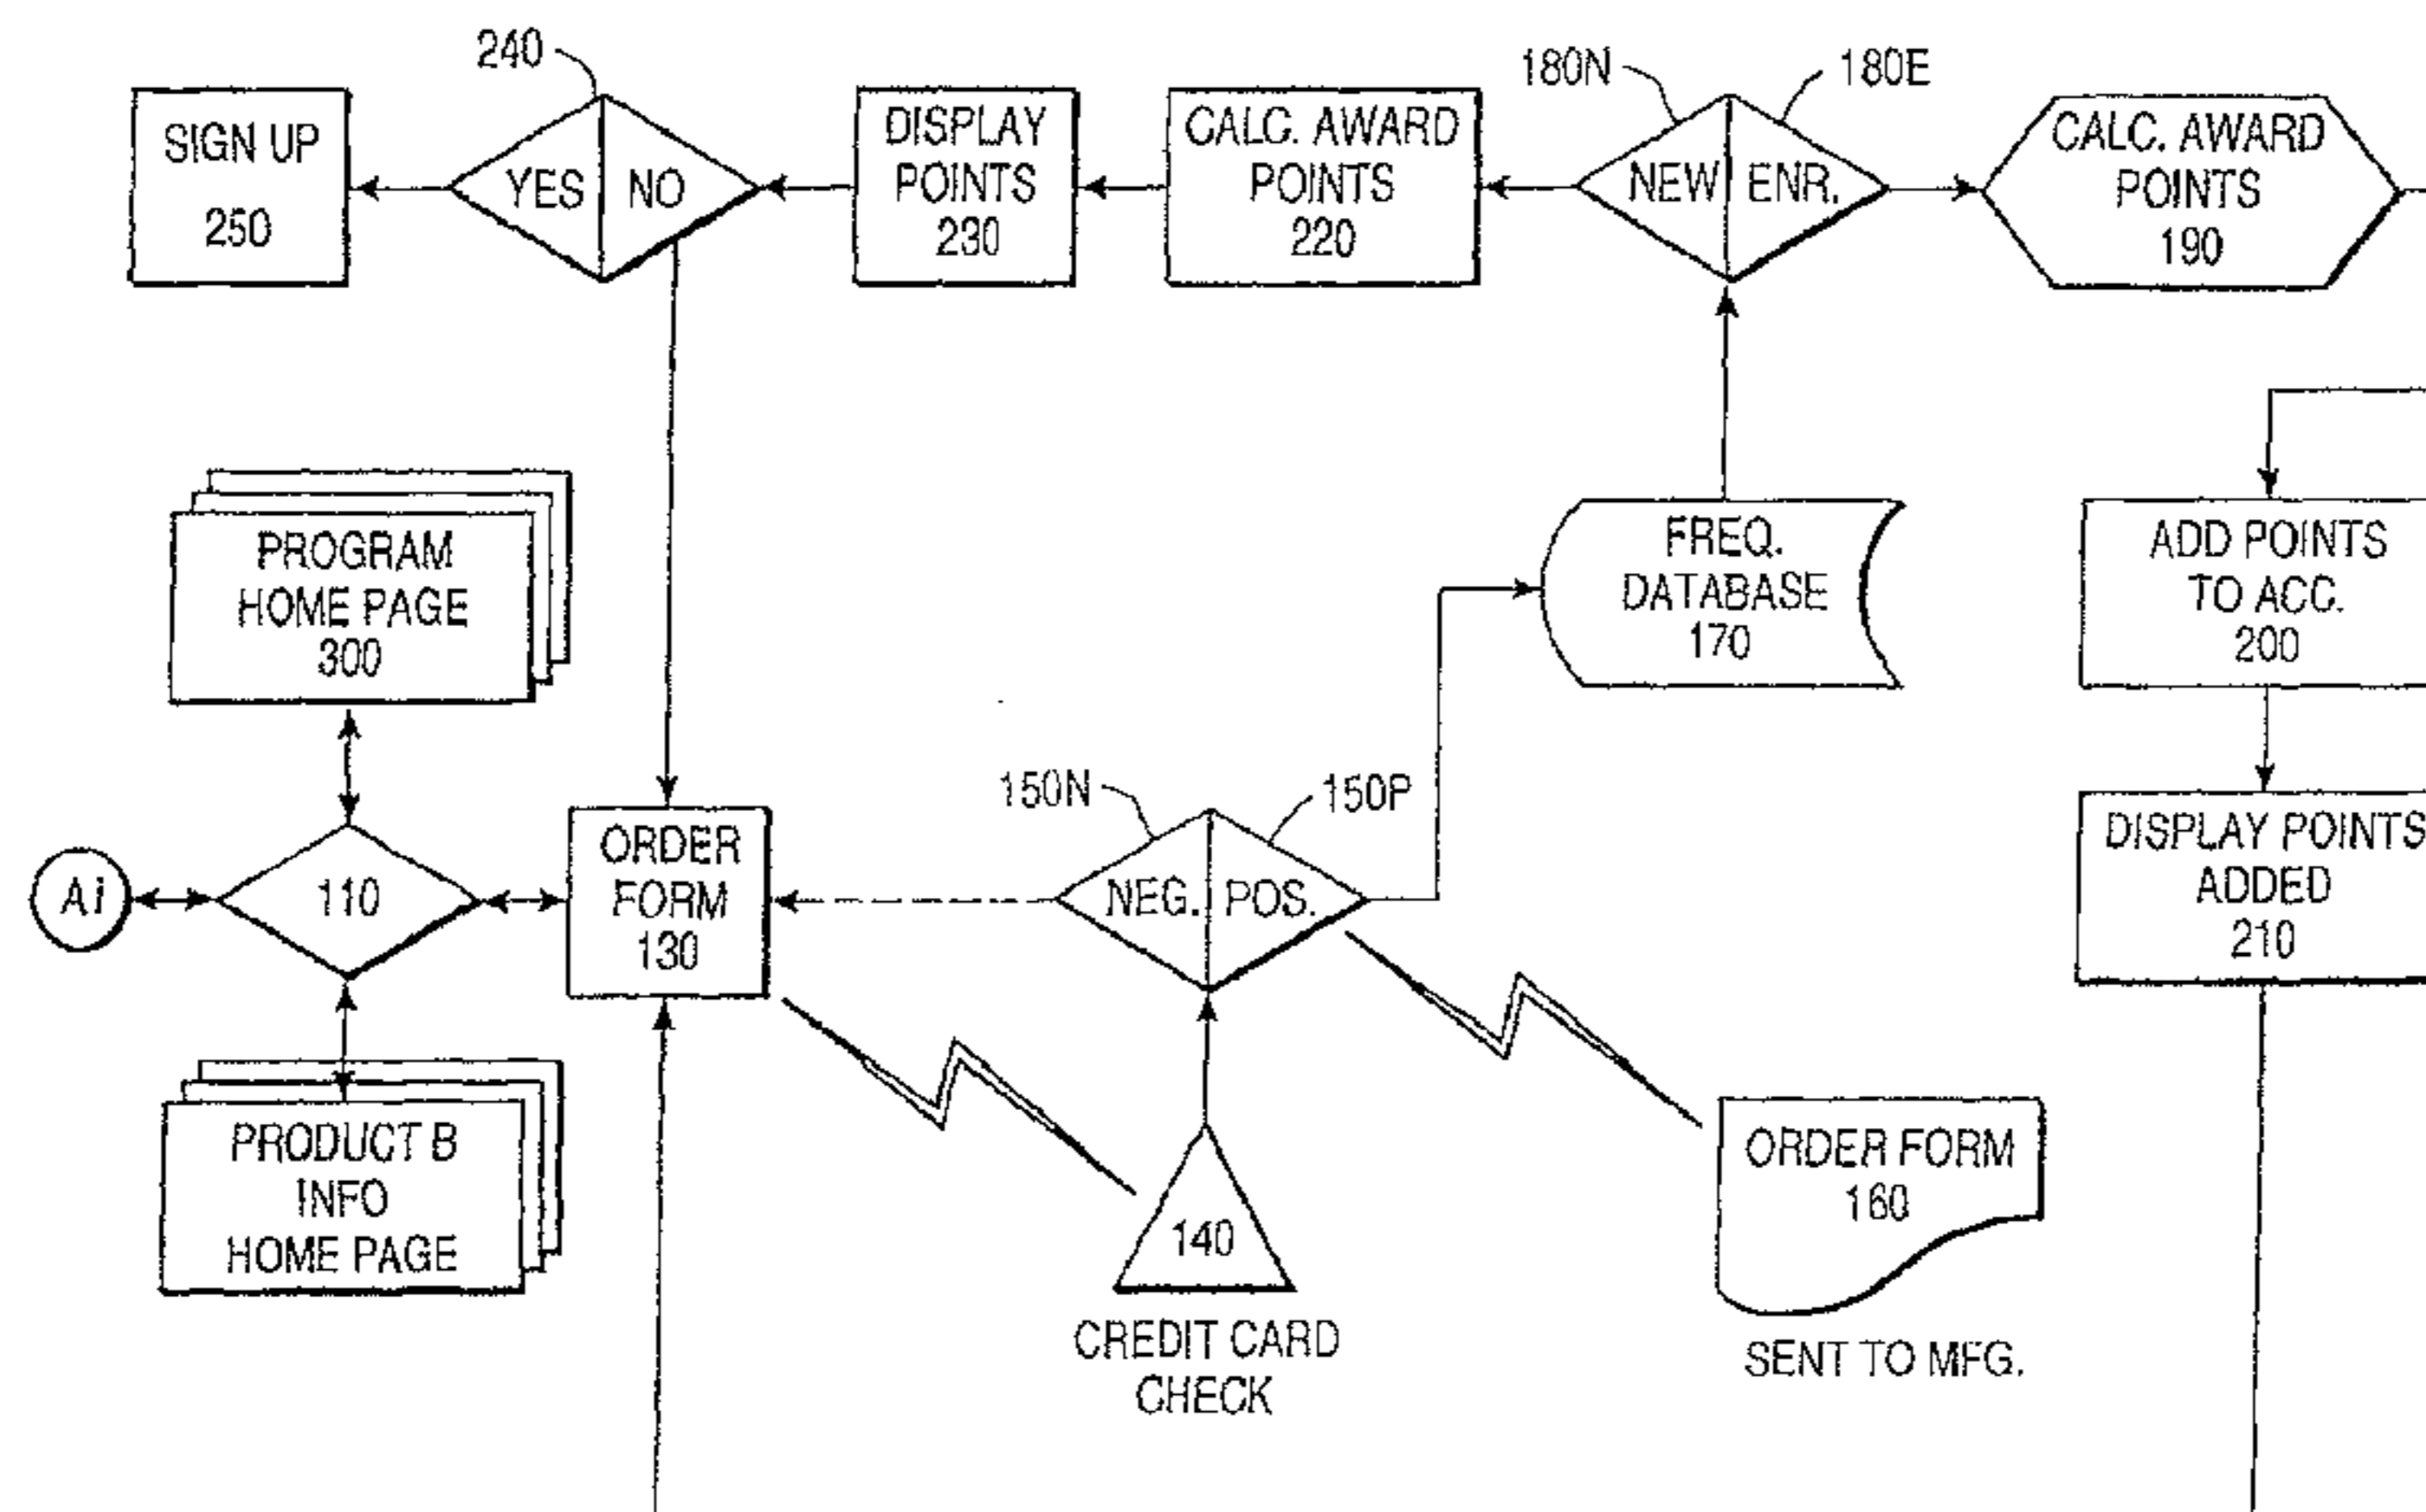 240
180N
180E
SIGN UP
250
YES
NO
DISPLAY
POINTS
230
CALC. AWARD
POINTS
220
NEW
ENR.
CALC. AWARD
POINTS
190
PROGRAM
HOME PAGE
300
FREQ.
DATABASE
170
ADD POINTS
TO ACC.
200
150N
150P
Ai
110
ORDER
FORM
130
NEG.
POS.
DISPLAY POINTS
ADDED
210
PRODUCT B
INFO
HOME PAGE
140
CREDIT CARD
CHECK
ORDER FORM
160
SENT TO MFG.